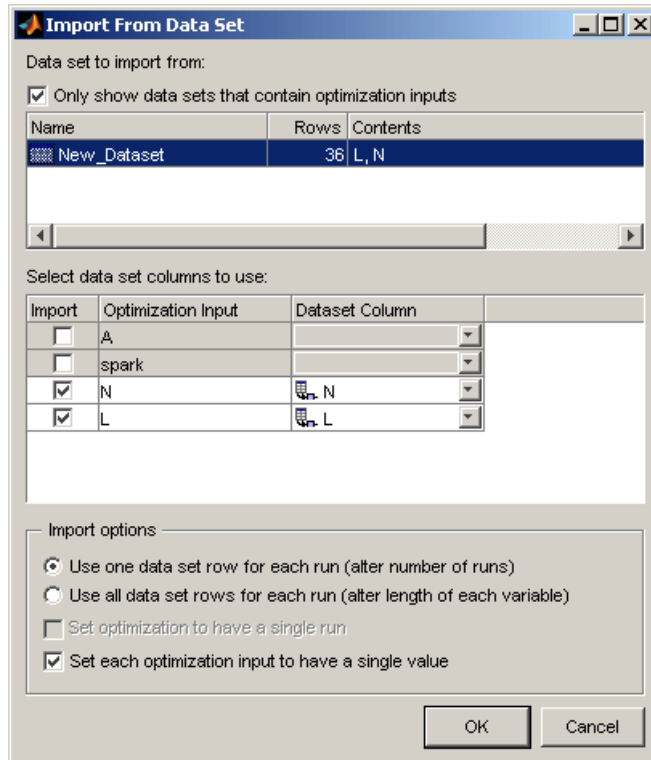 Import From Data Set
Data set to import from:
Only show data sets that contain optimization inputs
Name Rows Contents
New_Dataset 36 L, N
Select data set columns to use:
Import Optimization Input Dataset Column
A
spark
N N
L L
Import options
Use one data set row for each run (alter number of runs)
Use all data set rows for each run (alter length of each variable)
Set optimization to have a single run
Set each optimization input to have a single value
OK Cancel